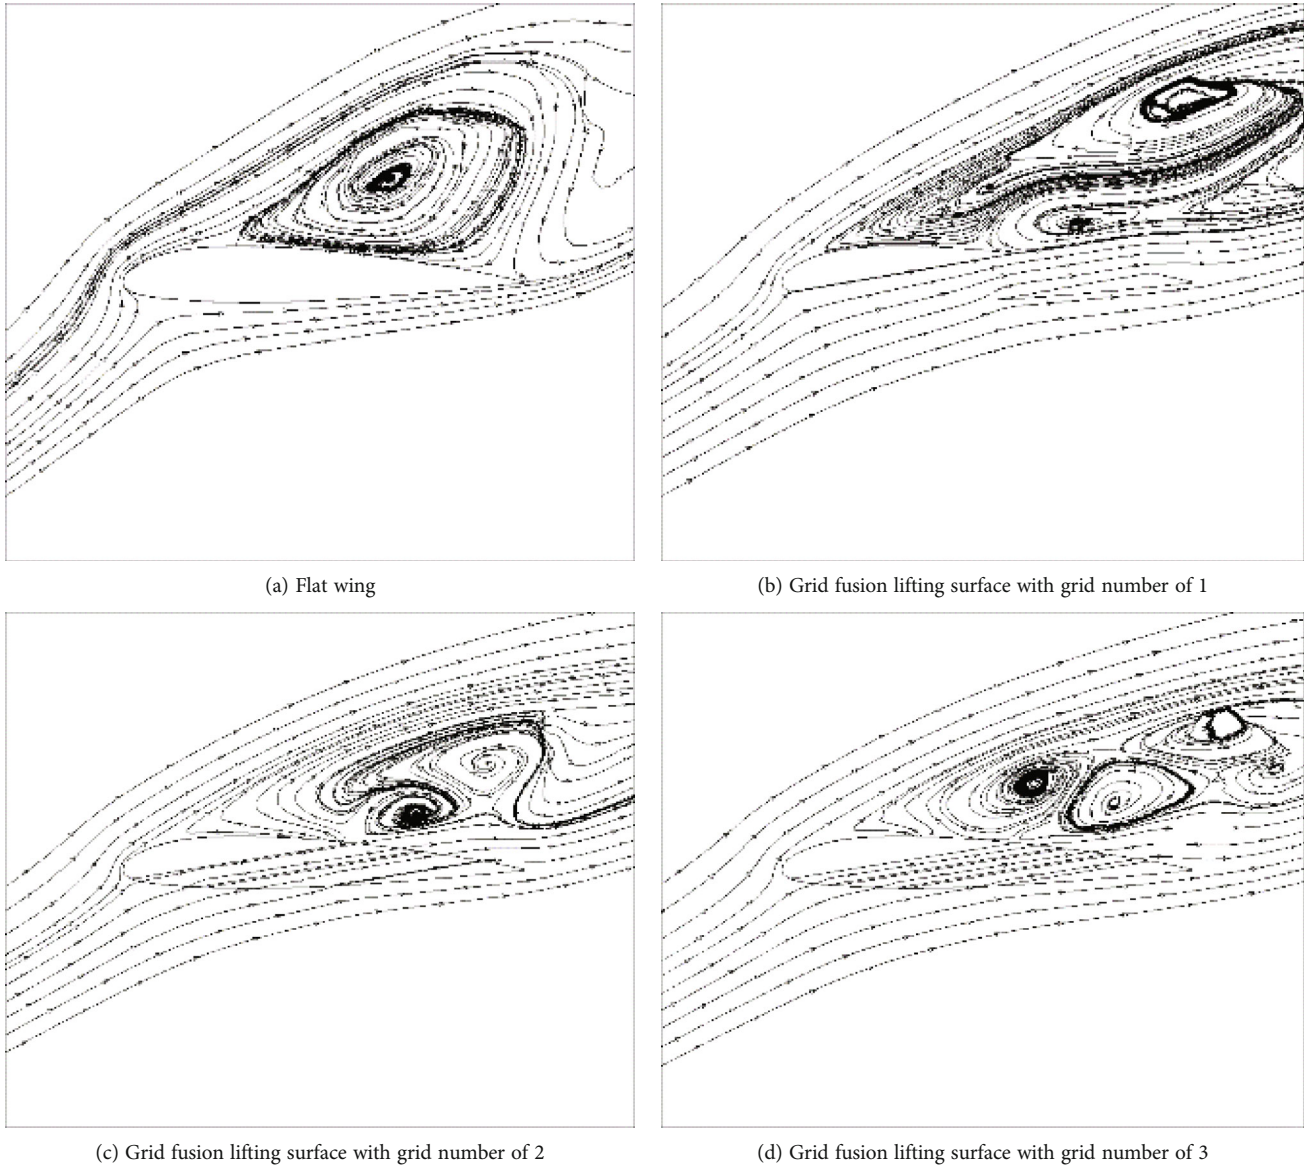 (a) Flat wing
(b) Grid fusion lifting surface with grid number of 1
(c) Grid fusion lifting surface with grid number of 2
(d) Grid fusion lifting surface with grid number of 3